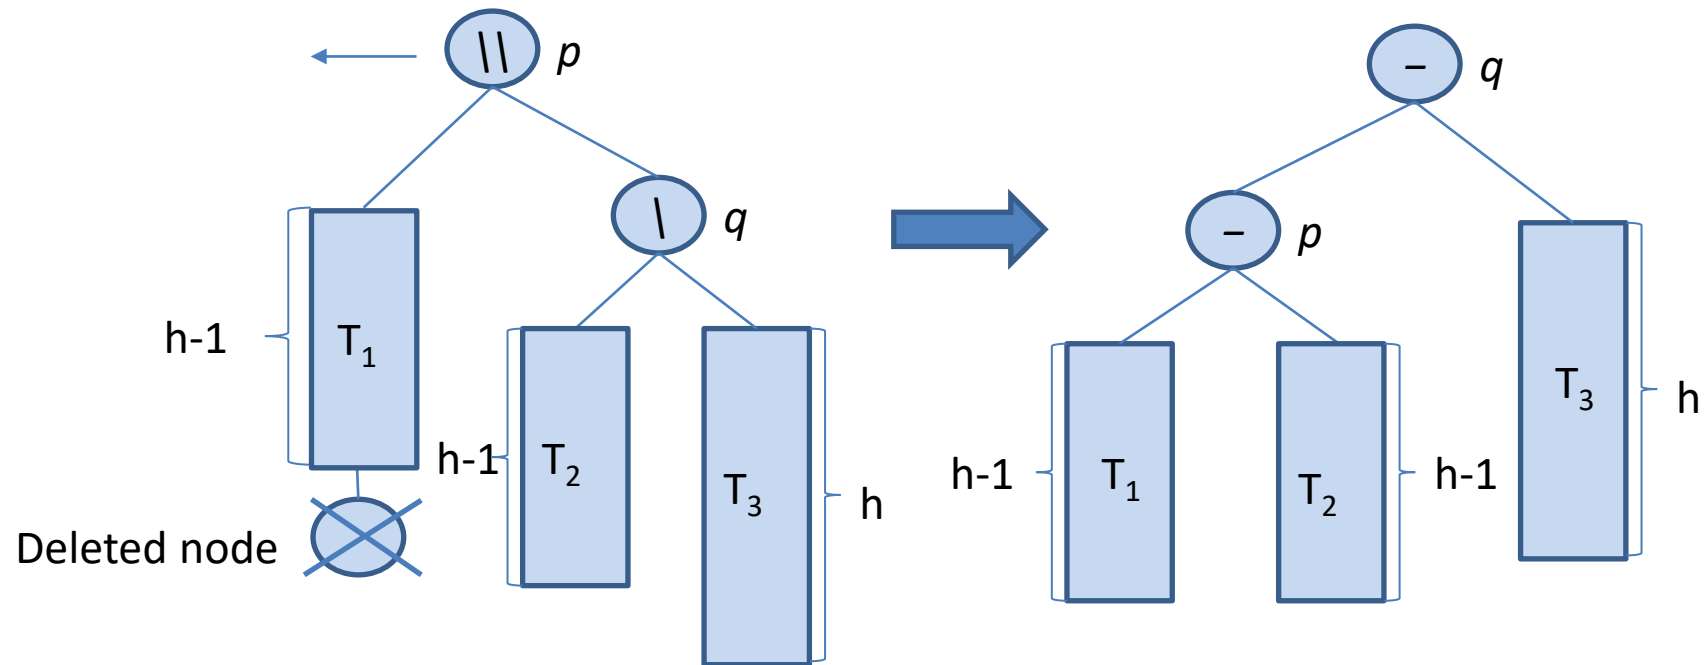 \\ p
\ q
h-1 T₁
h-1 T₂
T₃ h
Deleted node
– q
– p
T₃ h
h-1 T₁
T₂ h-1